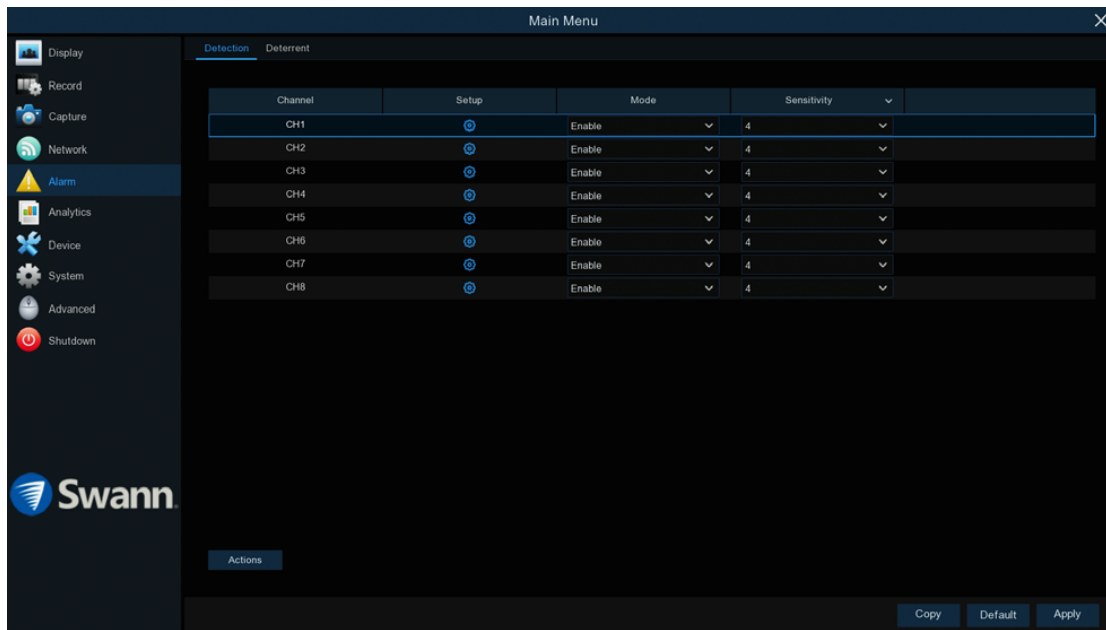 Main Menu
Display
Record
Capture
Network
Alarm
Analytics
Device
System
Advanced
Shutdown
Swann
Detection Deterrent
Channel Setup Mode Sensitivity
CH1 Enable 4
CH2 Enable 4
CH3 Enable 4
CH4 Enable 4
CH5 Enable 4
CH6 Enable 4
CH7 Enable 4
CH8 Enable 4
Actions
Copy Default Apply